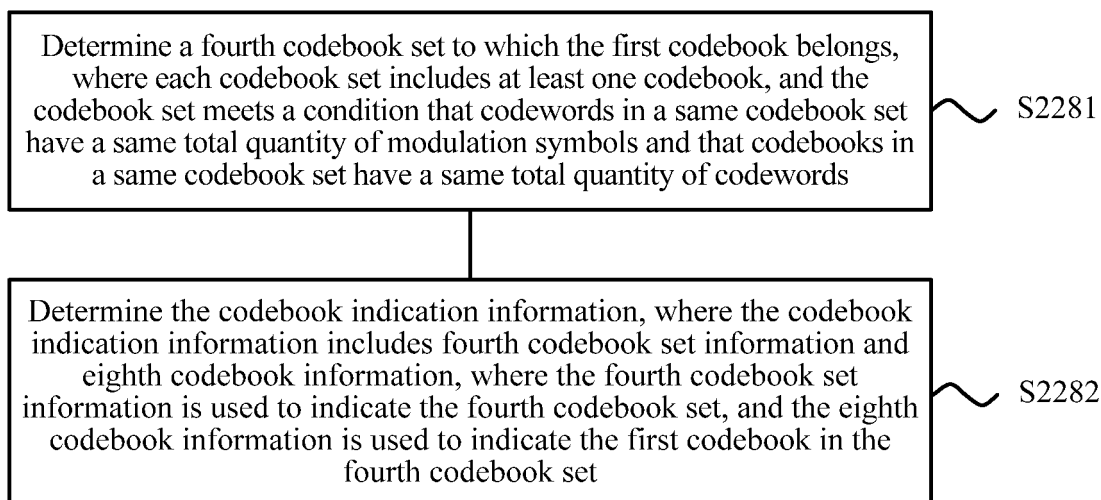 Determine a fourth codebook set to which the first codebook belongs,
where each codebook set includes at least one codebook, and the
codebook set meets a condition that codewords in a same codebook set
have a same total quantity of modulation symbols and that codebooks in
a same codebook set have a same total quantity of codewords
S2281
Determine the codebook indication information, where the codebook
indication information includes fourth codebook set information and
eighth codebook information, where the fourth codebook set
information is used to indicate the fourth codebook set, and the eighth
codebook information is used to indicate the first codebook in the
fourth codebook set
S2282